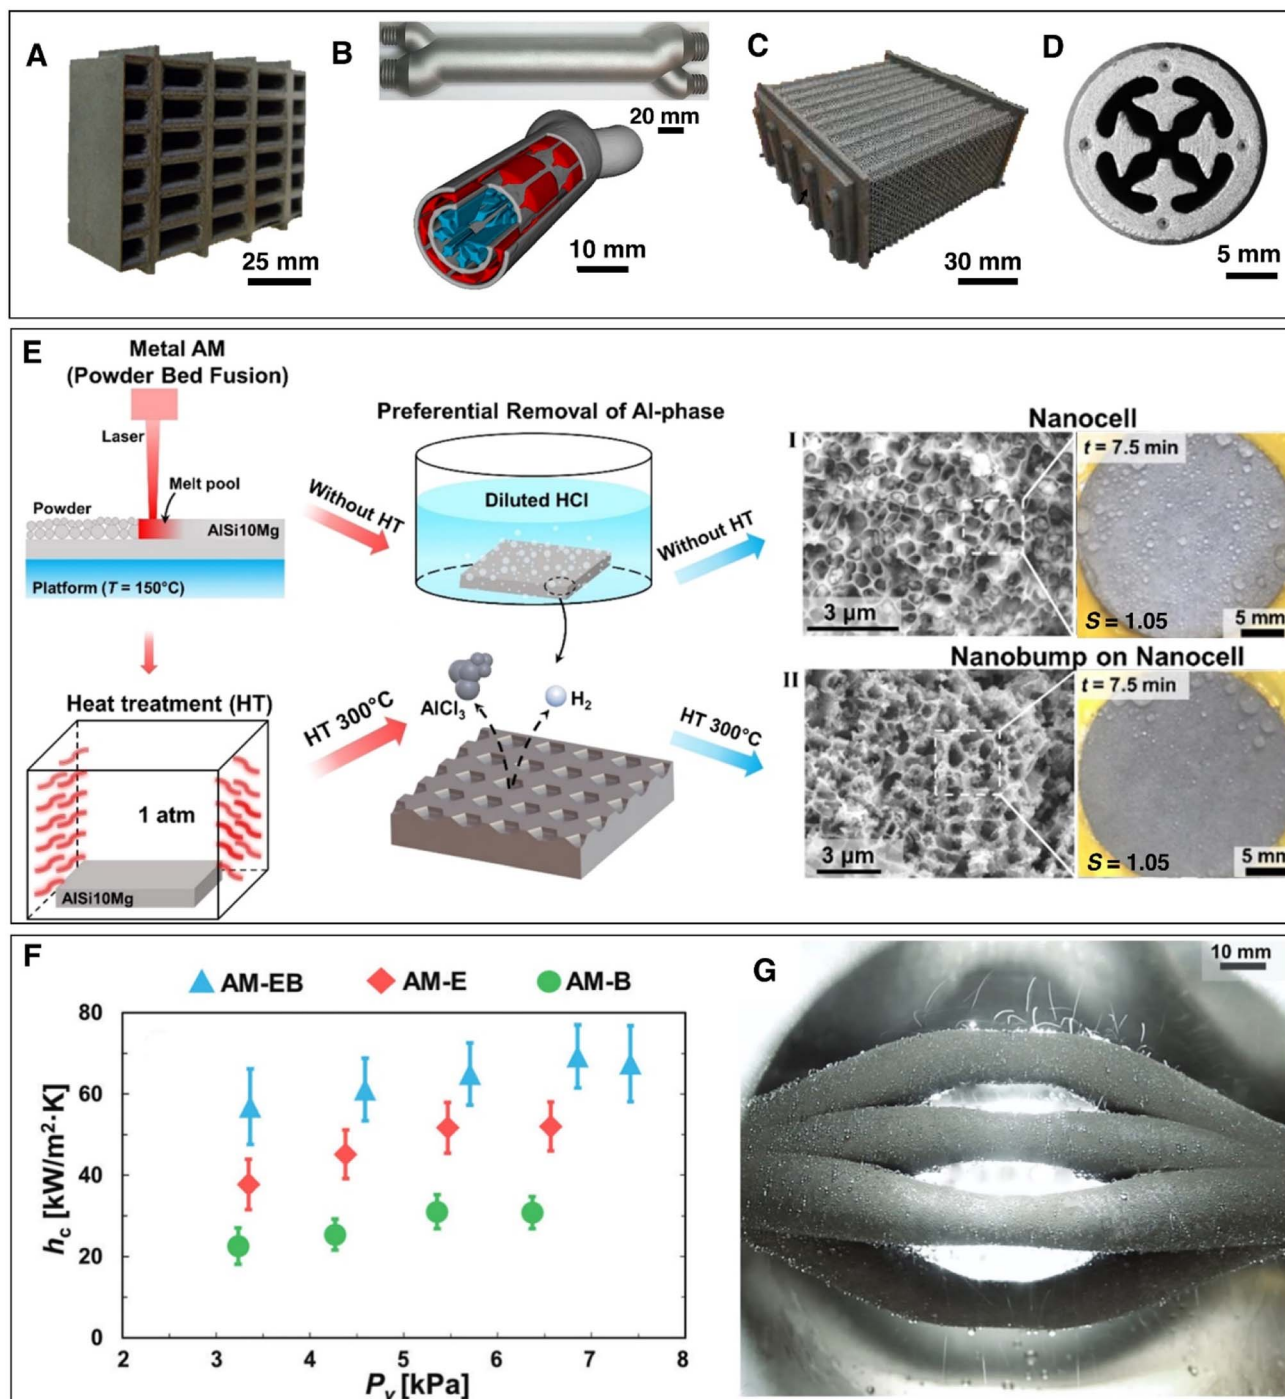 A
25 mm
B
20 mm
10 mm
C
30 mm
D
5 mm
E
Metal AM
(Powder Bed Fusion)
Laser
Melt pool
Powder
AlSi10Mg
Platform (T = 150°C)
Heat treatment (HT)
1 atm
AlSi10Mg
Without HT
HT 300°C
Preferential Removal of Al-phase
Diluted HCl
AlCl₃
H₂
Without HT
HT 300°C
Nanocell
I
3 µm
t = 7.5 min
S = 1.05
5 mm
Nanobump on Nanocell
II
3 µm
t = 7.5 min
S = 1.05
5 mm
F
AM-EB
AM-E
AM-B
h_c [kW/m²·K]
80
60
40
20
0
2 3 4 5 6 7 8
P_v [kPa]
G
10 mm